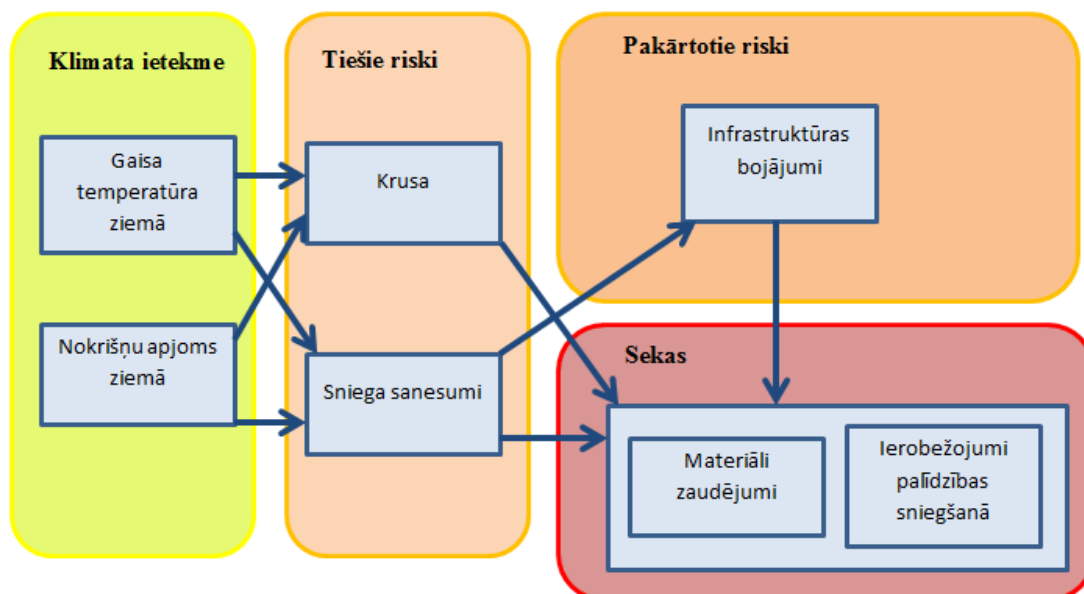 Klimata ietekme
Gaisa
temperatūra
ziemā
Nokrišņu apjoms
ziemā
Tiešie riski
Krusa
Sniega sanesumi
Pakārtotie riski
Infrastruktūras
bojājumi
Sekas
Materiāli
zaudējumi
Ierobežojumi
palīdzības
sniegšanā